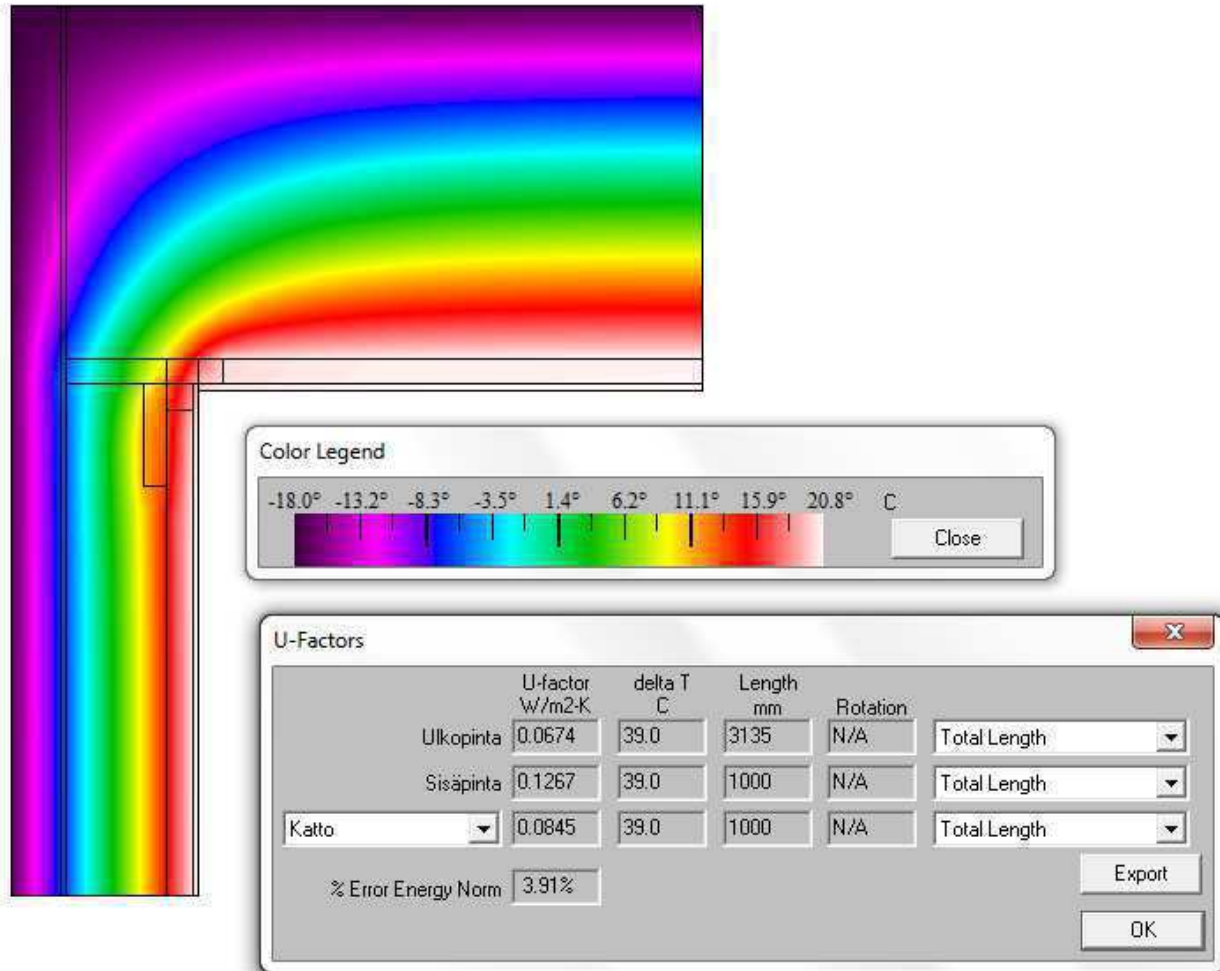 Color Legend
-18.0° -13.2° -8.3° -3.5° 1.4° 6.2° 11.1° 15.9° 20.8° C
Close
U-Factors
U-factor delta T Length
W/m2-K C mm Rotation
Ulkopinta 0.0674 39.0 3135 N/A Total Length
Sisäpinta 0.1267 39.0 1000 N/A Total Length
Katto 0.0845 39.0 1000 N/A Total Length
% Error Energy Norm 3.91% Export
OK